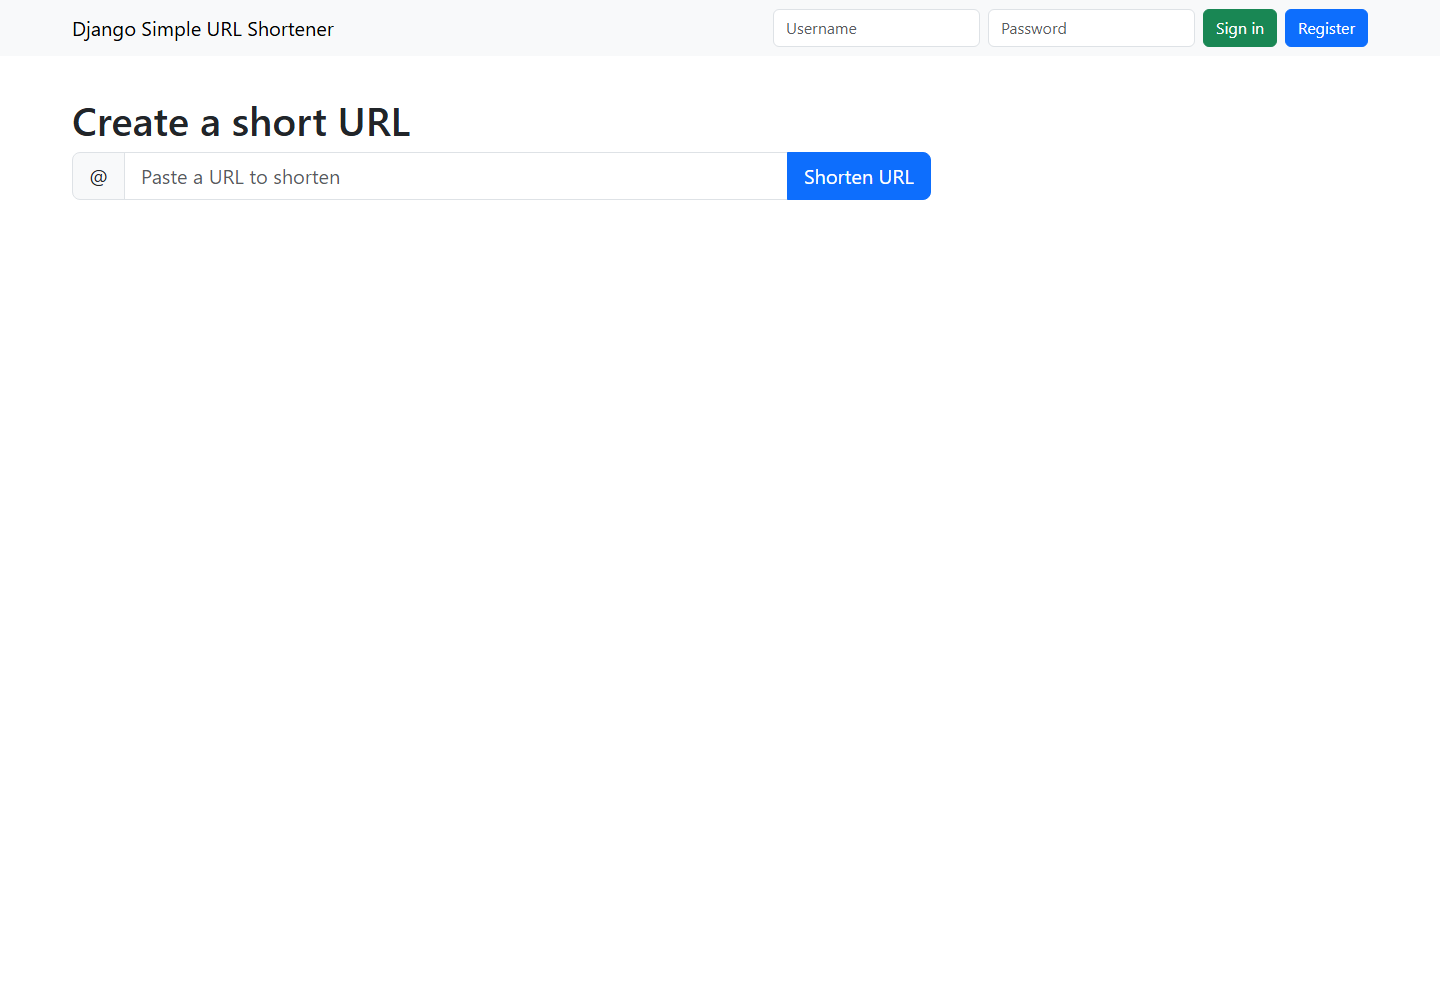 Django Simple URL Shortener
Username
Password
Sign in
Register
Create a short URL
@
Paste a URL to shorten
Shorten URL